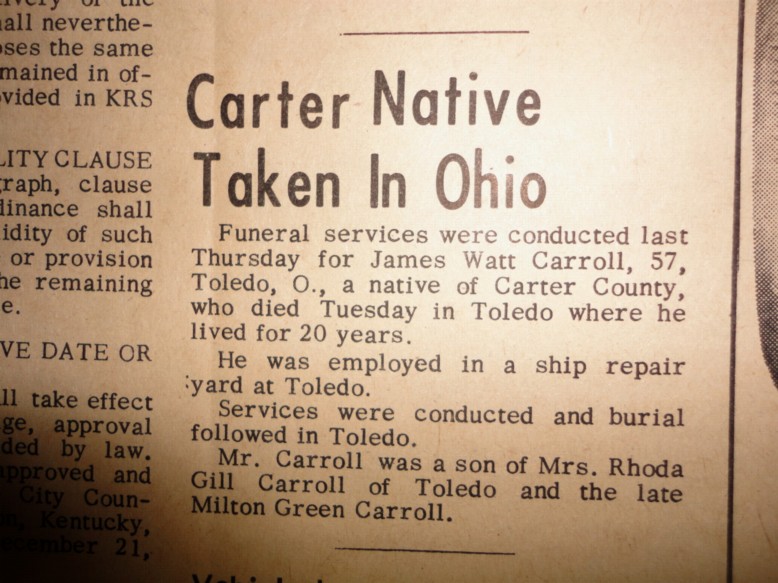 all neverthe-
oses the same
mained in of-
vided in KRS
LITY CLAUSE
raph, clause
dinance shall
idity of such
or provision
he remaining
e.
VE DATE OR
ll take effect
ge, approval
ded by law.
approved and
City Coun-
n, Kentucky,
ecember 21,
Carter Native
Taken In Ohio
Funeral services were conducted last
Thursday for James Watt Carroll, 57,
Toledo, O., a native of Carter County,
who died Tuesday in Toledo where he
lived for 20 years.
He was employed in a ship repair
yard at Toledo.
Services were conducted and burial
followed in Toledo.
Mr. Carroll was a son of Mrs. Rhoda
Gill Carroll of Toledo and the late
Milton Green Carroll.